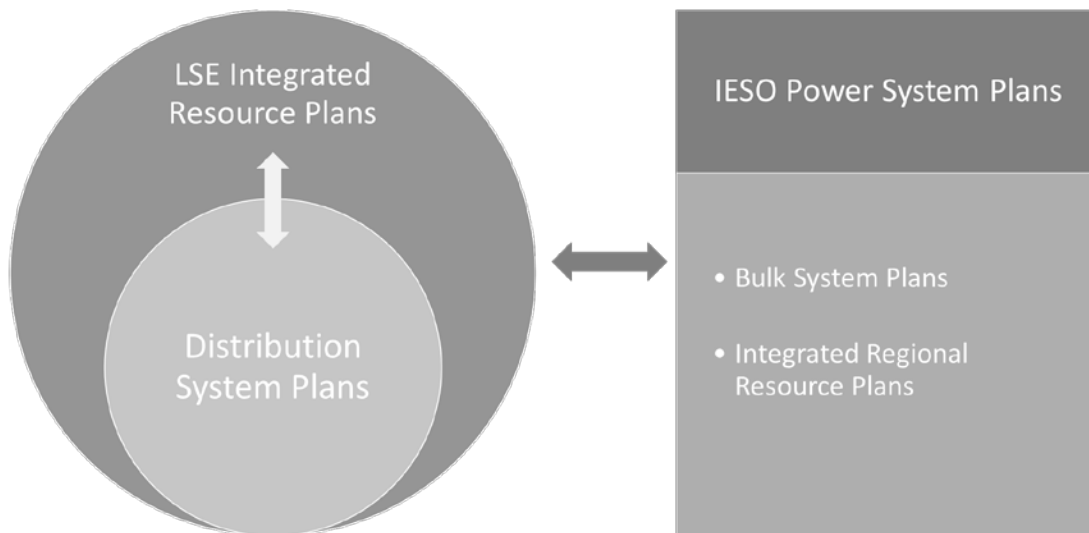 LSE Integrated
Resource Plans
Distribution
System Plans
IESO Power System Plans
• Bulk System Plans
• Integrated Regional
Resource Plans